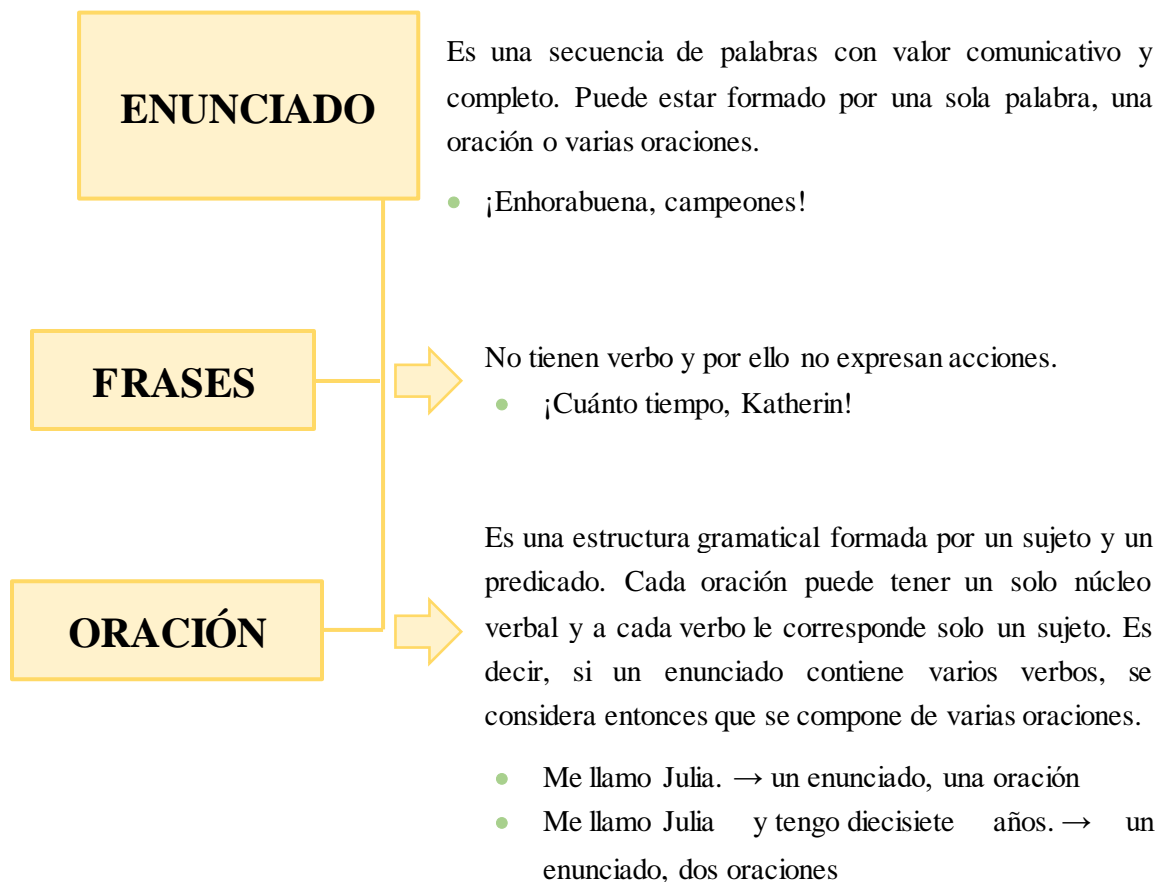 ENUNCIADO
Es una secuencia de palabras con valor comunicativo y
completo. Puede estar formado por una sola palabra, una
oración o varias oraciones.
• ¡Enhorabuena, campeones!
FRASES
No tienen verbo y por ello no expresan acciones.
• ¡Cuánto tiempo, Katherin!
ORACIÓN
Es una estructura gramatical formada por un sujeto y un
predicado. Cada oración puede tener un solo núcleo
verbal y a cada verbo le corresponde solo un sujeto. Es
decir, si un enunciado contiene varios verbos, se
considera entonces que se compone de varias oraciones.
• Me llamo Julia. → un enunciado, una oración
• Me llamo Julia y tengo diecisiete años. → un
enunciado, dos oraciones